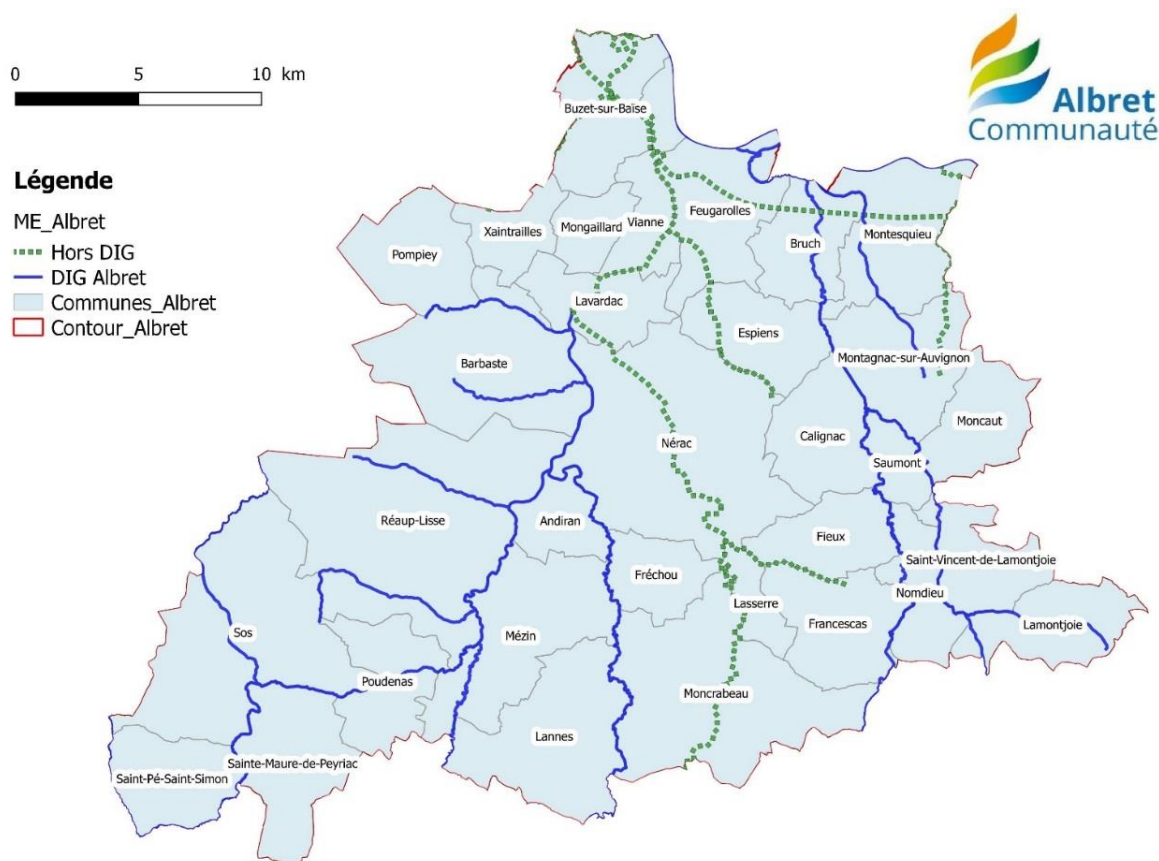 0 5 10 km
Albret
Communauté
Légende
ME_Albret
Hors DIG
DIG Albret
Communes_Albret
Contour_Albret
Buzet-sur-Baïse
Feugarolles
Vianne
Mongaillard
Xaintrailles
Montesquieu
Bruch
Pompiey
Lavardac
Espiens
Montagnac-sur-Auvignon
Barbaste
Moncaut
Calignac
Nérac
Saumont
Réaup-Lisse
Andiran
Fieux
Saint-Vincent-de-Lamontjoie
Fréchou
Nomdieu
Lasserre
Francescas
Lamontjoie
Sos
Mézin
Poudenas
Moncrabeau
Lannes
Sainte-Maure-de-Peyriac
Saint-Pé-Saint-Simon